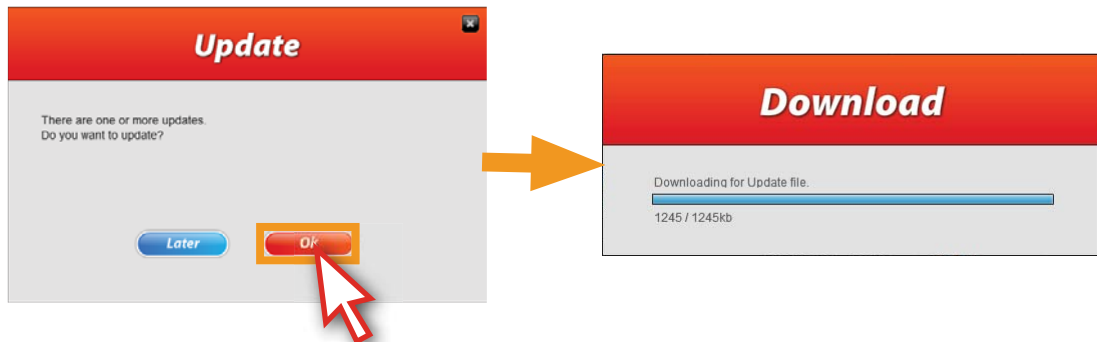 Update
There are one or more updates.
Do you want to update?
Later
Ok
Download
Downloading for Update file.
1245 / 1245kb